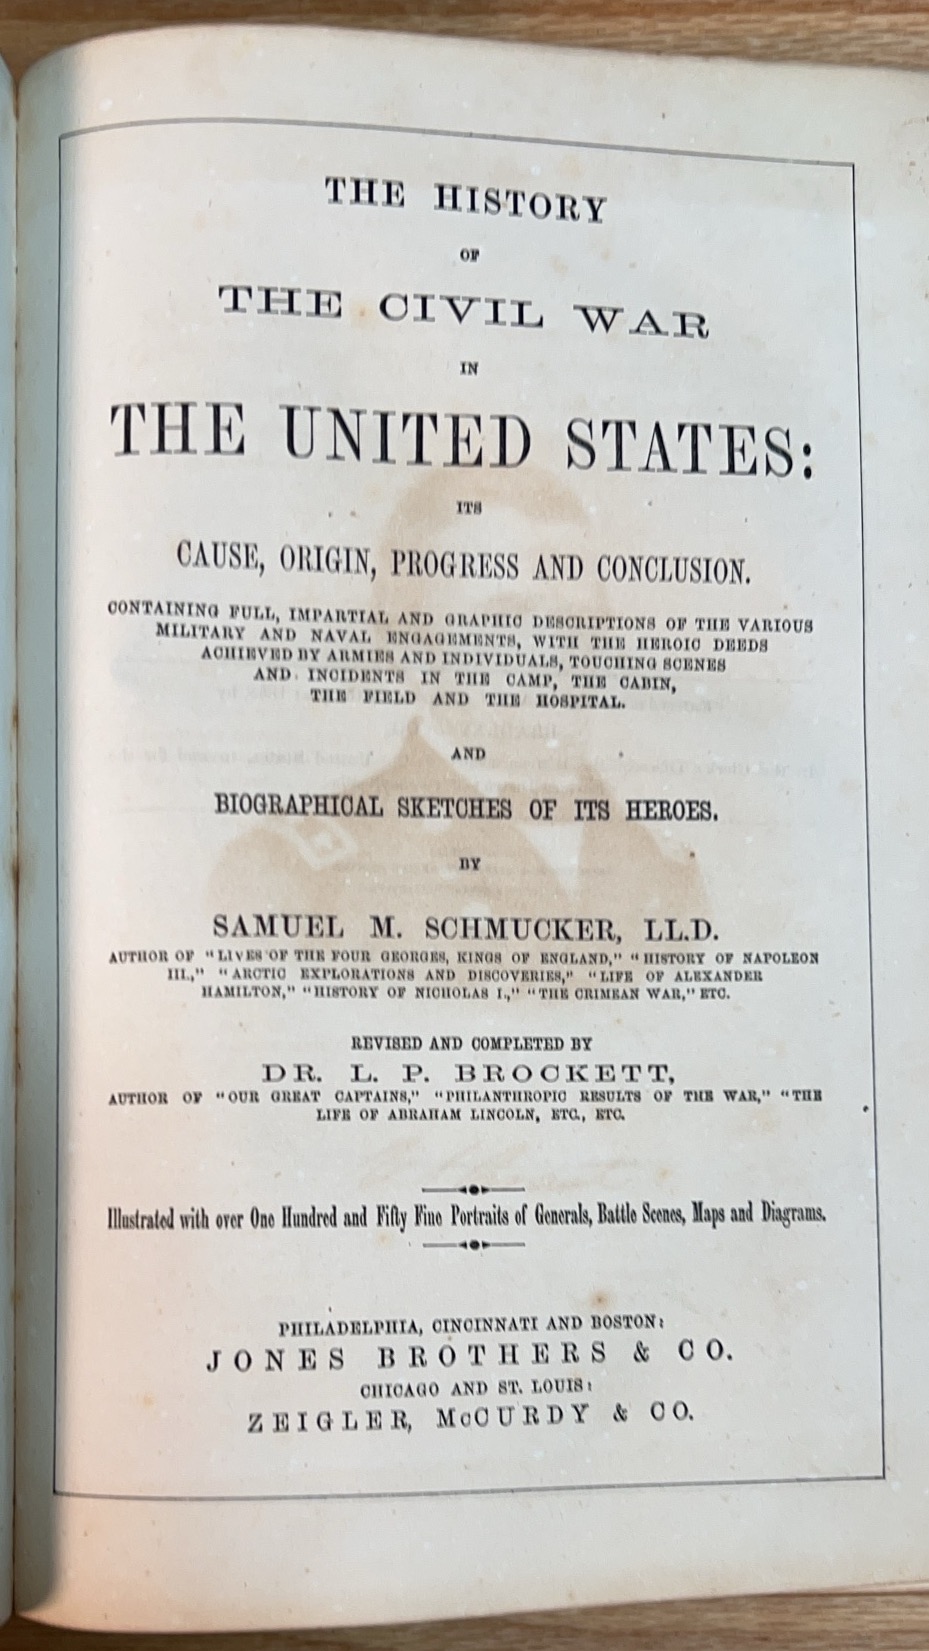 THE HISTORY
OF
THE CIVIL WAR
IN
THE UNITED STATES:
ITS
CAUSE, ORIGIN, PROGRESS AND CONCLUSION.
CONTAINING FULL, IMPARTIAL AND GRAPHIC DESCRIPTIONS OF THE VARIOUS
MILITARY AND NAVAL ENGAGEMENTS, WITH THE HEROIC DEEDS
ACHIEVED BY ARMIES AND INDIVIDUALS, TOUCHING SCENES
AND INCIDENTS IN THE CAMP, THE CABIN,
THE FIELD AND THE HOSPITAL.
AND
BIOGRAPHICAL SKETCHES OF ITS HEROES.
BY
SAMUEL M. SCHMUCKER, LL.D.
AUTHOR OF "LIVES OF THE FOUR GEORGES, KINGS OF ENGLAND," "HISTORY OF NAPOLEON
III.," "ARCTIC EXPLORATIONS AND DISCOVERIES," "LIFE OF ALEXANDER
HAMILTON," "HISTORY OF NICHOLAS I.," "THE CRIMEAN WAR," ETC.
REVISED AND COMPLETED BY
DR. L. P. BROCKETT,
AUTHOR OF "OUR GREAT CAPTAINS," "PHILANTHROPIC RESULTS OF THE WAR," "THE
LIFE OF ABRAHAM LINCOLN, ETC., ETC.
Illustrated with over One Hundred and Fifty Fine Portraits of Generals, Battle Scenes, Maps and Diagrams.
PHILADELPHIA, CINCINNATI AND BOSTON:
JONES BROTHERS & CO.
CHICAGO AND ST. LOUIS:
ZEIGLER, McCURDY & CO.